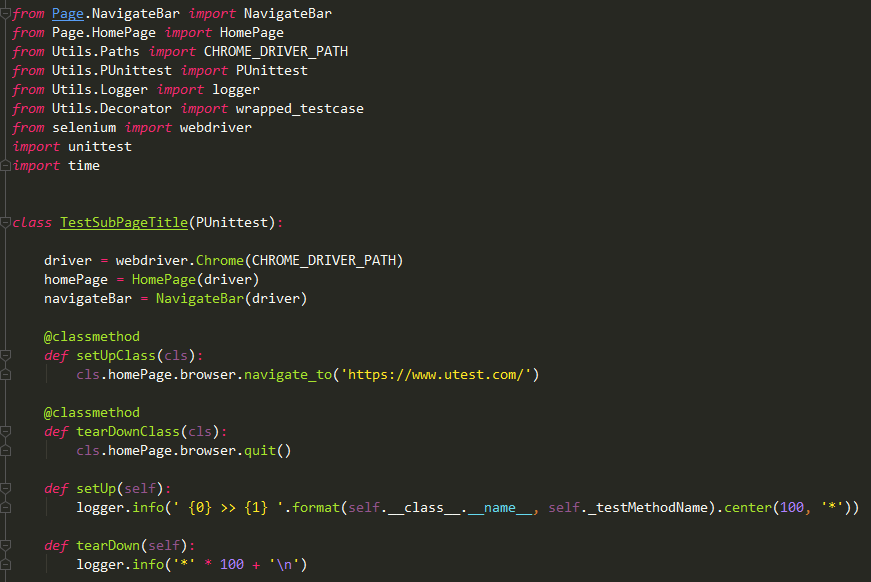 from Page.NavigateBar import NavigateBar
from Page.HomePage import HomePage
from Utils.Paths import CHROME_DRIVER_PATH
from Utils.PUnittest import PUnittest
from Utils.Logger import logger
from Utils.Decorator import wrapped_testcase
from selenium import webdriver
import unittest
import time
class TestSubPageTitle(PUnittest):
driver = webdriver.Chrome(CHROME_DRIVER_PATH)
homePage = HomePage(driver)
navigateBar = NavigateBar(driver)
@classmethod
def setUpClass(cls):
cls.homePage.browser.navigate_to('https://www.utest.com/')
@classmethod
def tearDownClass(cls):
cls.homePage.browser.quit()
def setUp(self):
logger.info(' {0} >> {1} '.format(self.__class__.__name__, self._testMethodName).center(100, '*'))
def tearDown(self):
logger.info('*' * 100 + '\n')